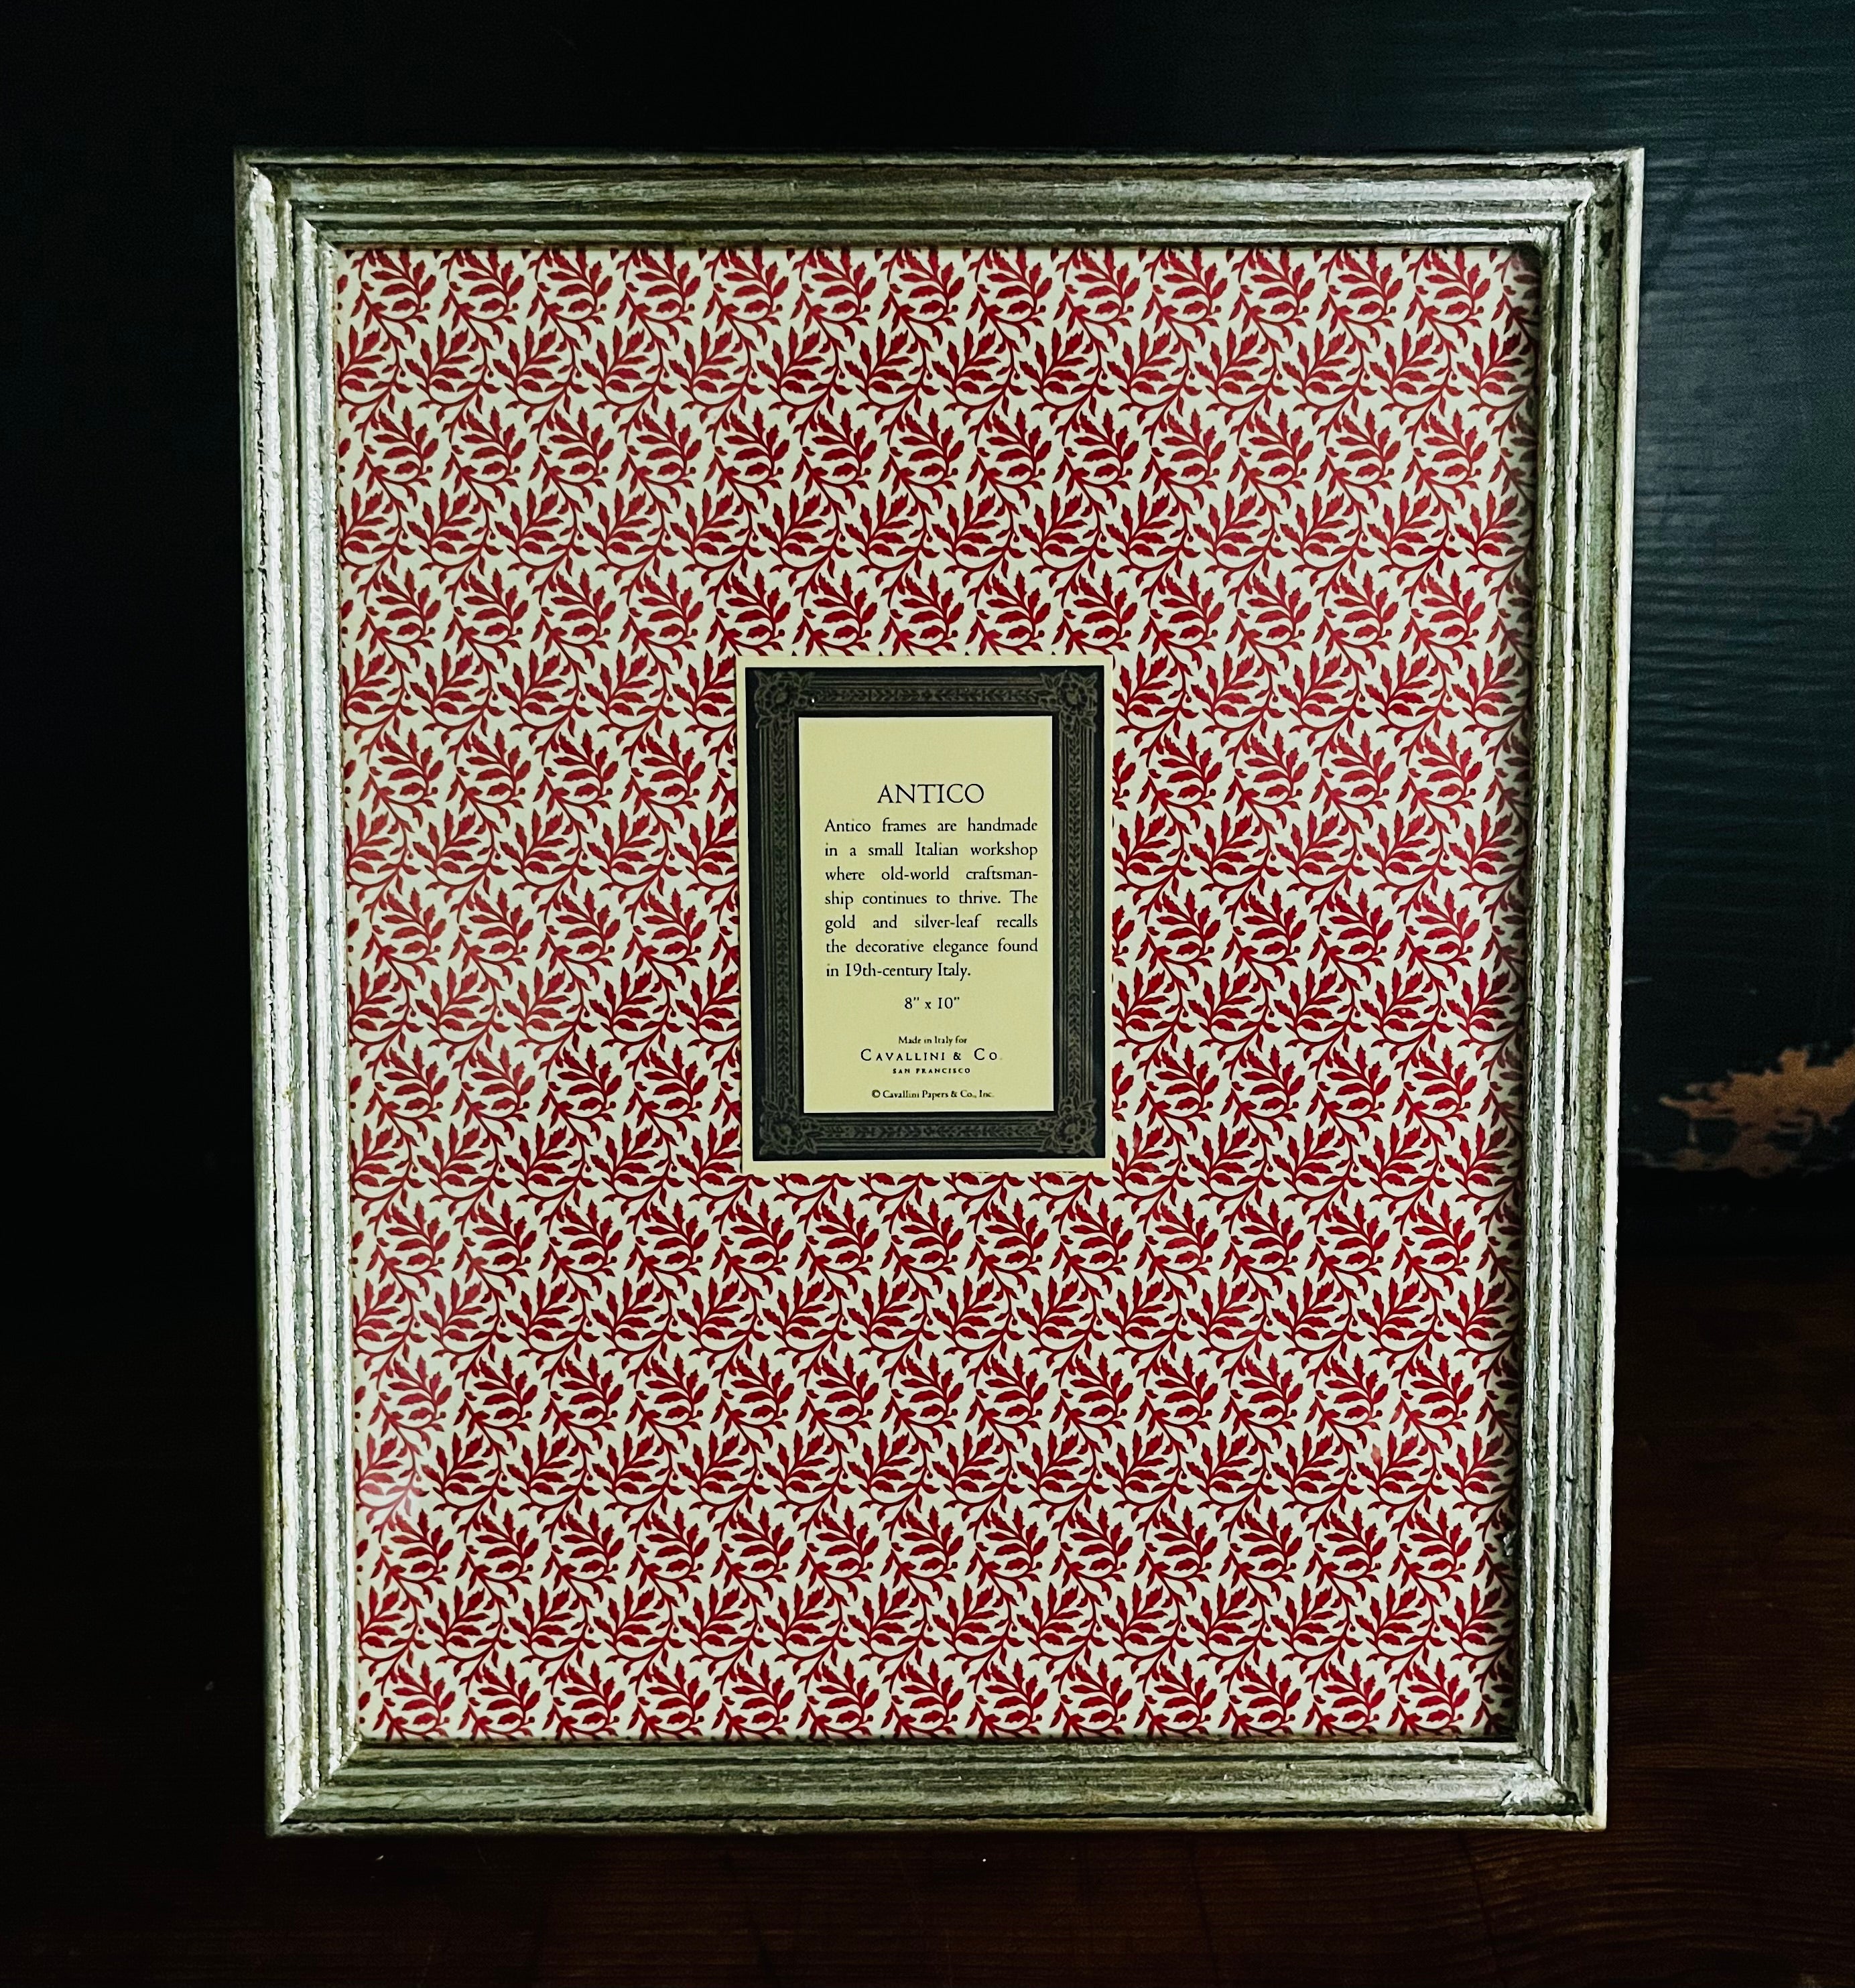 ANTICO
Antico frames are handmade
in a small Italian workshop
where old-world craftsman-
ship continues to thrive. The
gold and silver-leaf recalls
the decorative elegance found
in 19th-century Italy.
8” x 10”
Made in Italy for
CAVALLINI & CO.
SAN FRANCISCO
© Cavallini Papers & Co., Inc.